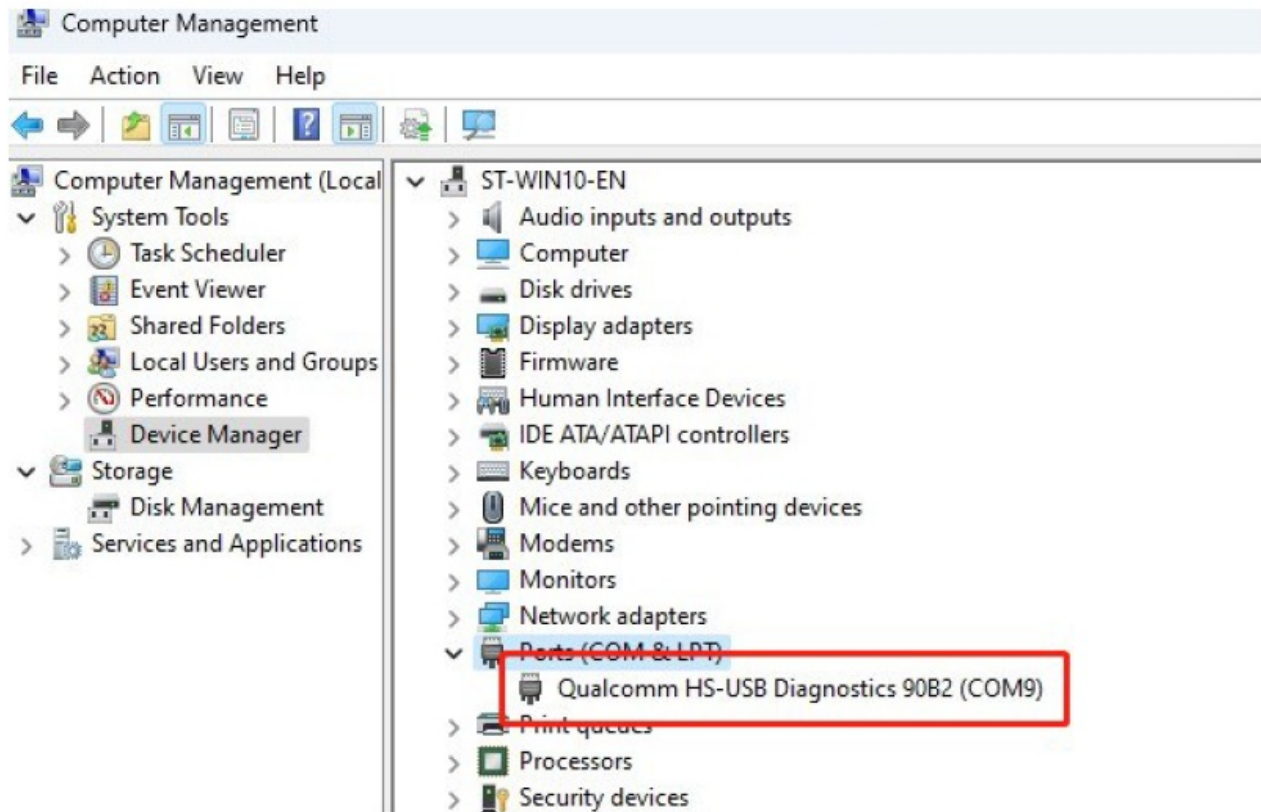 Computer Management
File Action View Help
Computer Management (Local
System Tools
Task Scheduler
Event Viewer
Shared Folders
Local Users and Groups
Performance
Device Manager
Storage
Disk Management
Services and Applications
ST-WIN10-EN
Audio inputs and outputs
Computer
Disk drives
Display adapters
Firmware
Human Interface Devices
IDE ATA/ATAPI controllers
Keyboards
Mice and other pointing devices
Modems
Monitors
Network adapters
Ports (COM & LPT)
Qualcomm HS-USB Diagnostics 90B2 (COM9)
Print queues
Processors
Security devices